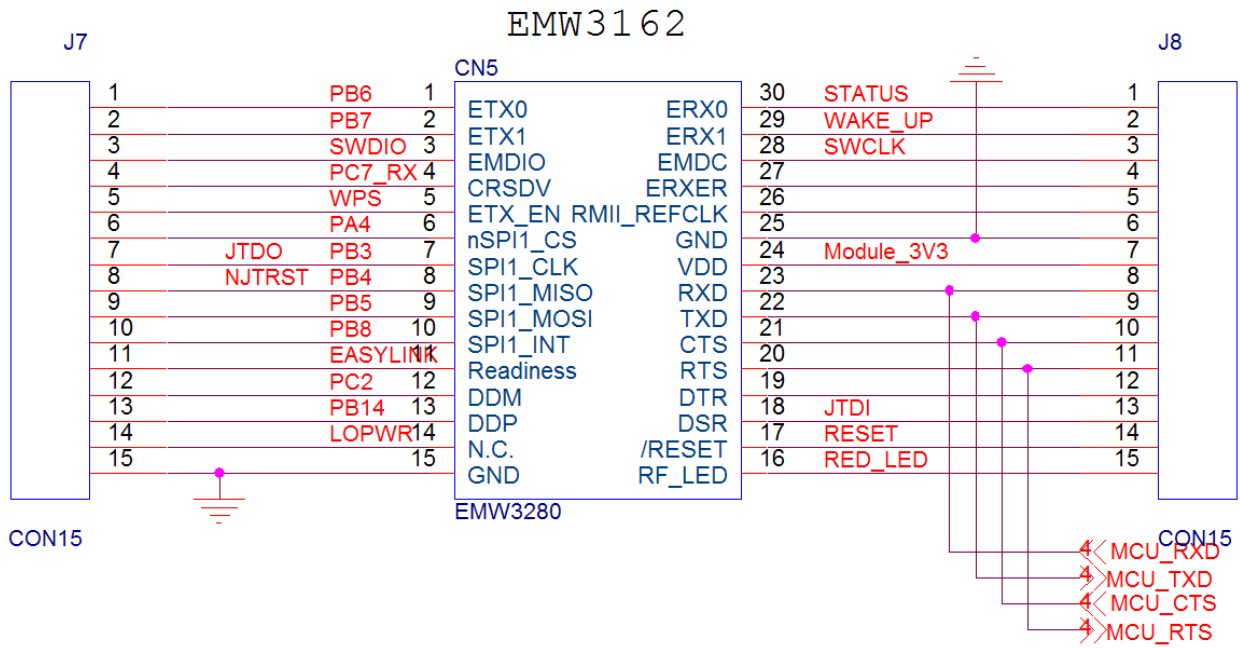 EMW3162
J7 J8
CN5
1 PB6 1 ETX0 ERX0 30 STATUS 1
2 PB7 2 ETX1 ERX1 29 WAKE_UP 2
3 SWDIO 3 EMDIO EMDC 28 SWCLK 3
4 PC7_RX 4 CRSDV ERXER 27 4
5 WPS 5 ETX_EN RMII_REFCLK 26 5
6 PA4 6 nSPI1_CS GND 25 6
7 JTDO PB3 7 SPI1_CLK VDD 24 Module_3V3 7
8 NJTRST PB4 8 SPI1_MISO RXD 23 8
9 PB5 9 SPI1_MOSI TXD 22 9
10 PB8 10 SPI1_INT CTS 21 10
11 EASYLINK 11 Readiness RTS 20 11
12 PC2 12 DDM DTR 19 12
13 PB14 13 DDP DSR 18 JTDI 13
14 LOPWR 14 N.C. /RESET 17 RESET 14
15 15 GND RF_LED 16 RED_LED 15
EMW3280
CON15 CON15
4 MCU_RXD
4 MCU_TXD
4 MCU_CTS
4 MCU_RTS